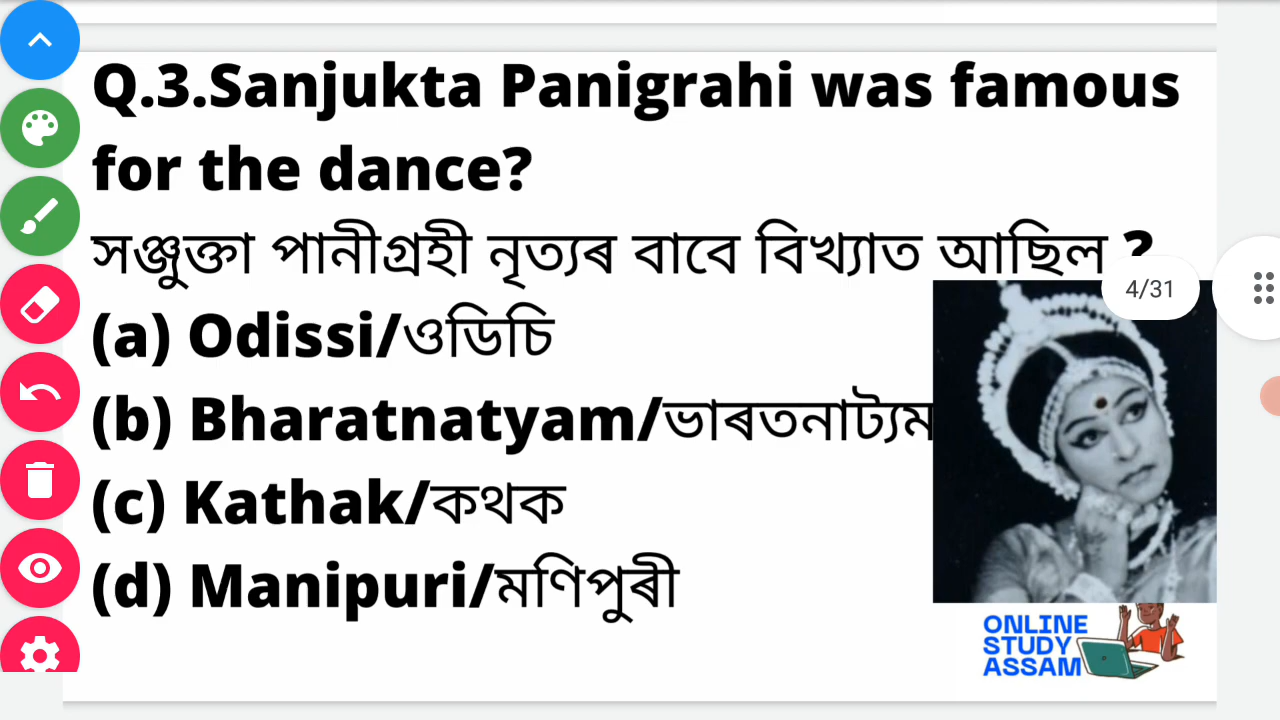 Q.3.Sanjukta Panigrahi was famous
for the dance?
সঞ্জুক্তা পানীগ্ৰহী নৃত্যৰ বাবে বিখ্যাত আছিল ?
(a) Odissi/ওডিচি
(b) Bharatnatyam/ভাৰতনাট্যম
(c) Kathak/কথক
(d) Manipuri/মণিপুৰী
4/31
ONLINE
STUDY
ASSAM